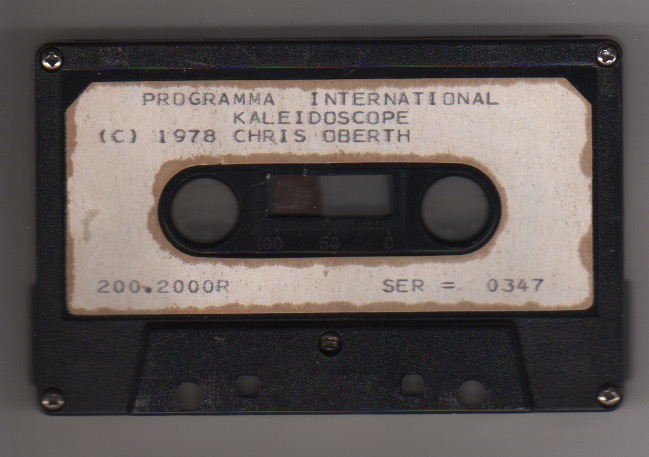 PROGRAMMA INTERNATIONAL
KALEIDOSCOPE
(C) 1978 CHRIS OBERTH
100 50 0
200.2000R SER = 0347